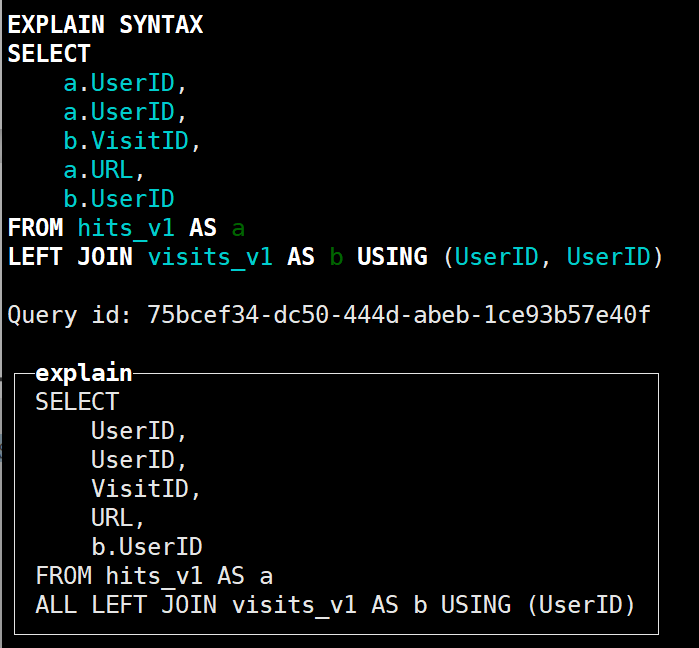 EXPLAIN SYNTAX
SELECT
    a.UserID,
    a.UserID,
    b.VisitID,
    a.URL,
    b.UserID
FROM hits_v1 AS a
LEFT JOIN visits_v1 AS b USING (UserID, UserID)
Query id: 75bcef34-dc50-444d-abeb-1ce93b57e40f
explain
SELECT
    UserID,
    UserID,
    VisitID,
    URL,
    b.UserID
FROM hits_v1 AS a
ALL LEFT JOIN visits_v1 AS b USING (UserID)